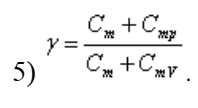 5) γ = (C_m + C_mp) / (C_m + C_mV) .